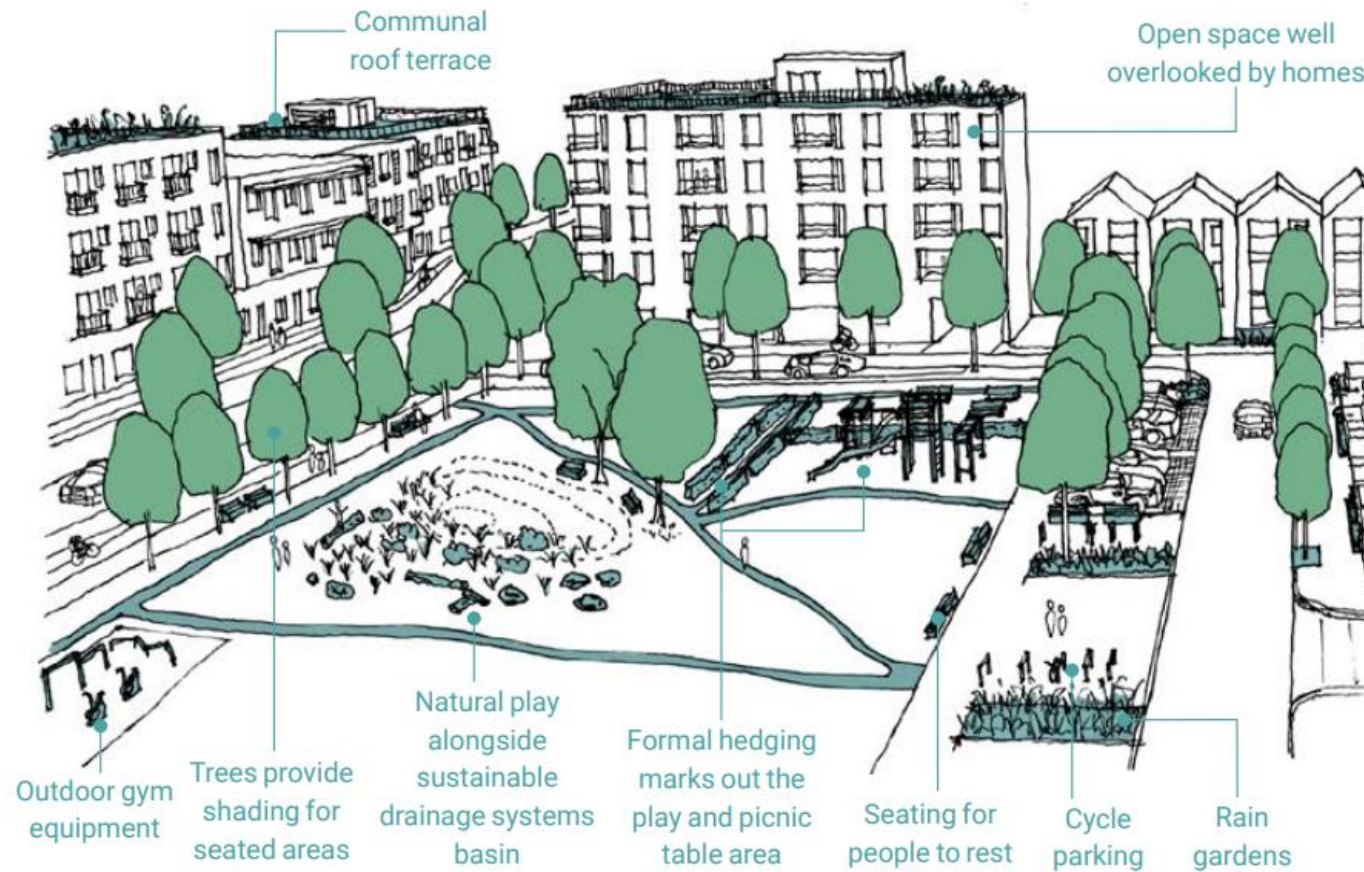 Communal
roof terrace
Open space well
overlooked by homes
Outdoor gym
equipment
Trees provide
shading for
seated areas
Natural play
alongside
sustainable
drainage systems
basin
Formal hedging
marks out the
play and picnic
table area
Seating for
people to rest
Cycle
parking
Rain
gardens